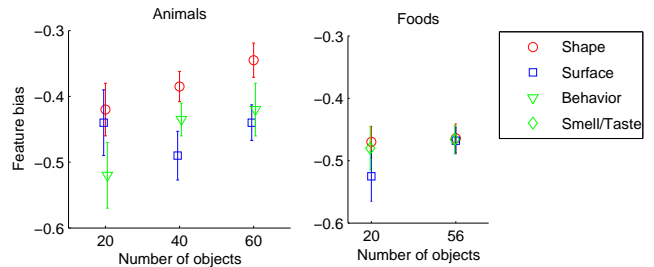 Animals
Feature bias
−0.3
−0.4
−0.5
−0.6
20 40 60
Number of objects
Foods
−0.3
−0.4
−0.5
−0.6
20 56
Number of objects
Shape
Surface
Behavior
Smell/Taste